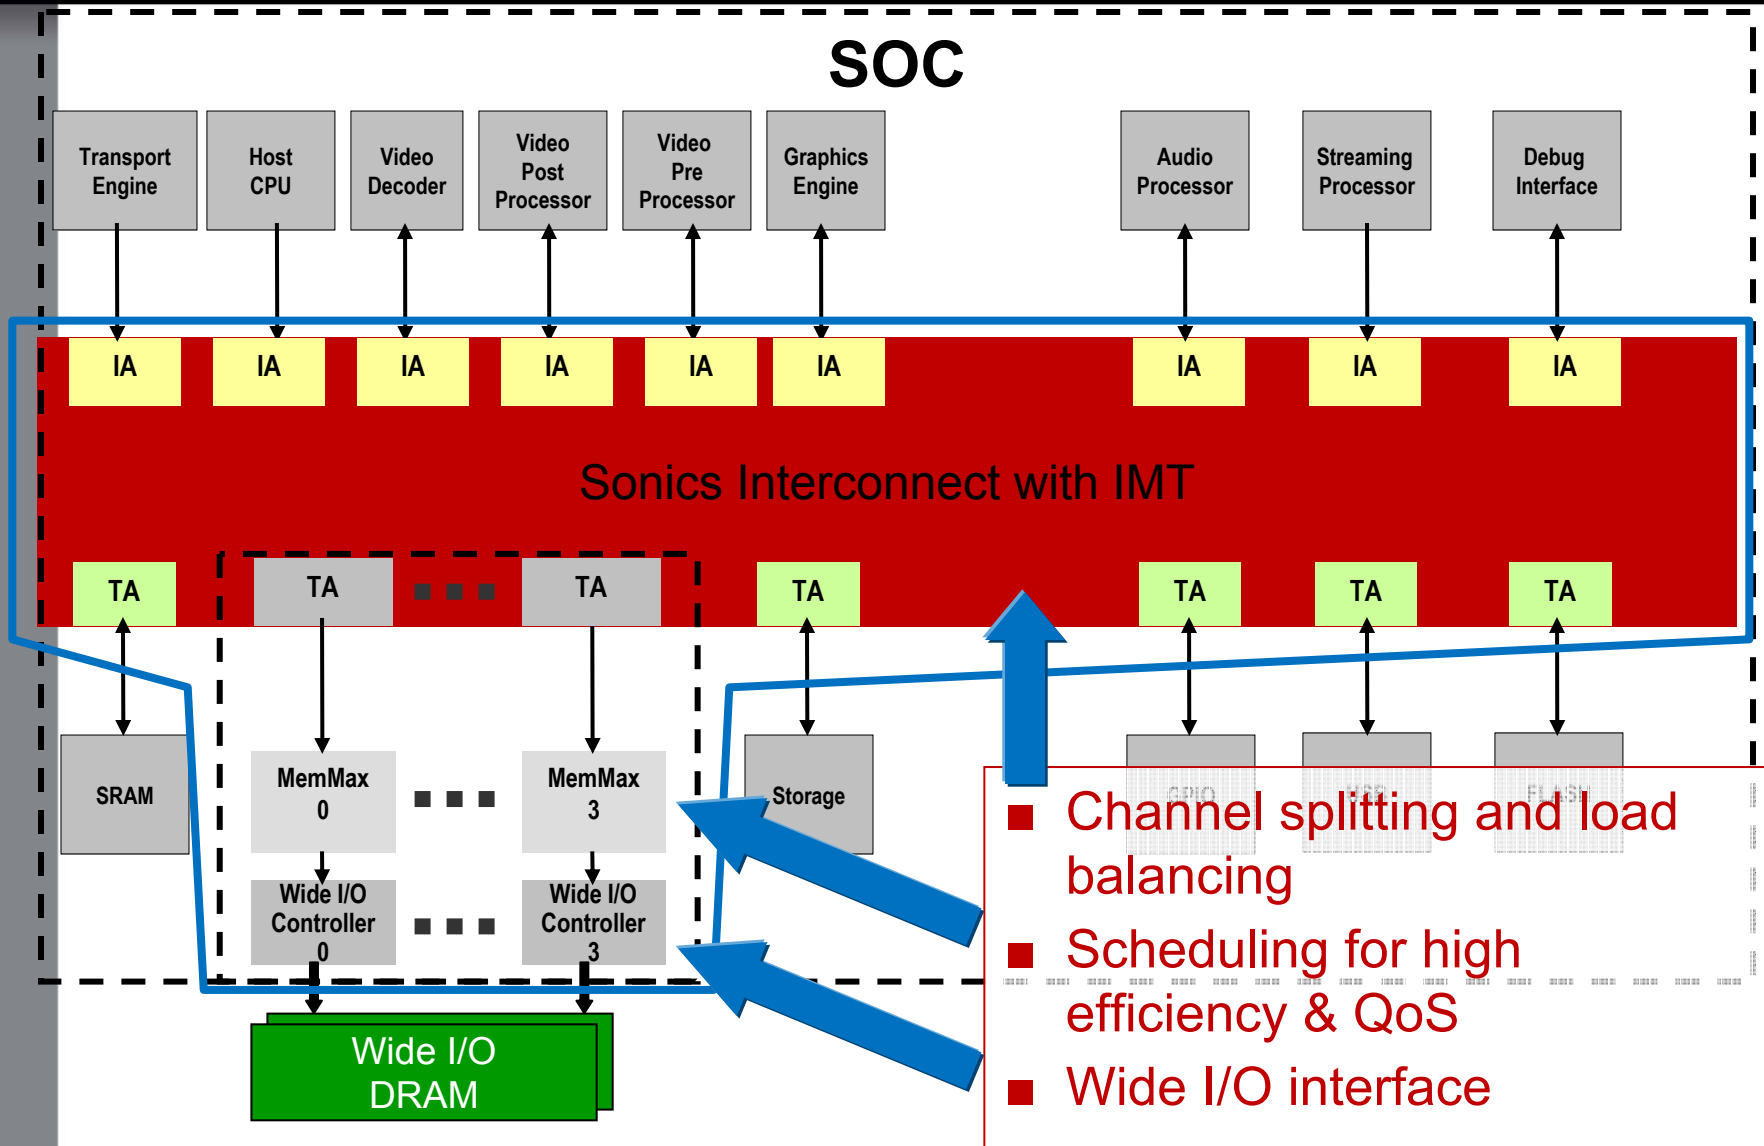 SOC
Transport
Engine
Host
CPU
Video
Decoder
Video
Post
Processor
Video
Pre
Processor
Graphics
Engine
Audio
Processor
Streaming
Processor
Debug
Interface
IA
IA
IA
IA
IA
IA
IA
IA
IA
Sonics Interconnect with IMT
TA
TA
TA
TA
TA
TA
TA
SRAM
MemMax
0
MemMax
3
Storage
GPIO
USB
FLASH
Wide I/O
Controller
0
Wide I/O
Controller
3
Wide I/O
DRAM
Channel splitting and load
balancing
Scheduling for high
efficiency & QoS
Wide I/O interface